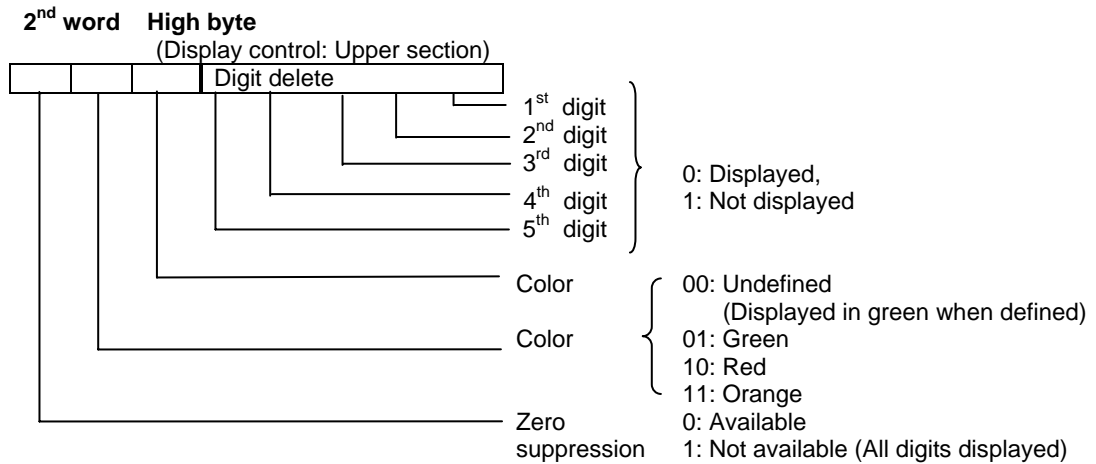 2nd word High byte
(Display control: Upper section)
Digit delete
1st digit
2nd digit
3rd digit
4th digit
5th digit
0: Displayed,
1: Not displayed
Color
Color
00: Undefined
(Displayed in green when defined)
01: Green
10: Red
11: Orange
Zero
suppression
0: Available
1: Not available (All digits displayed)